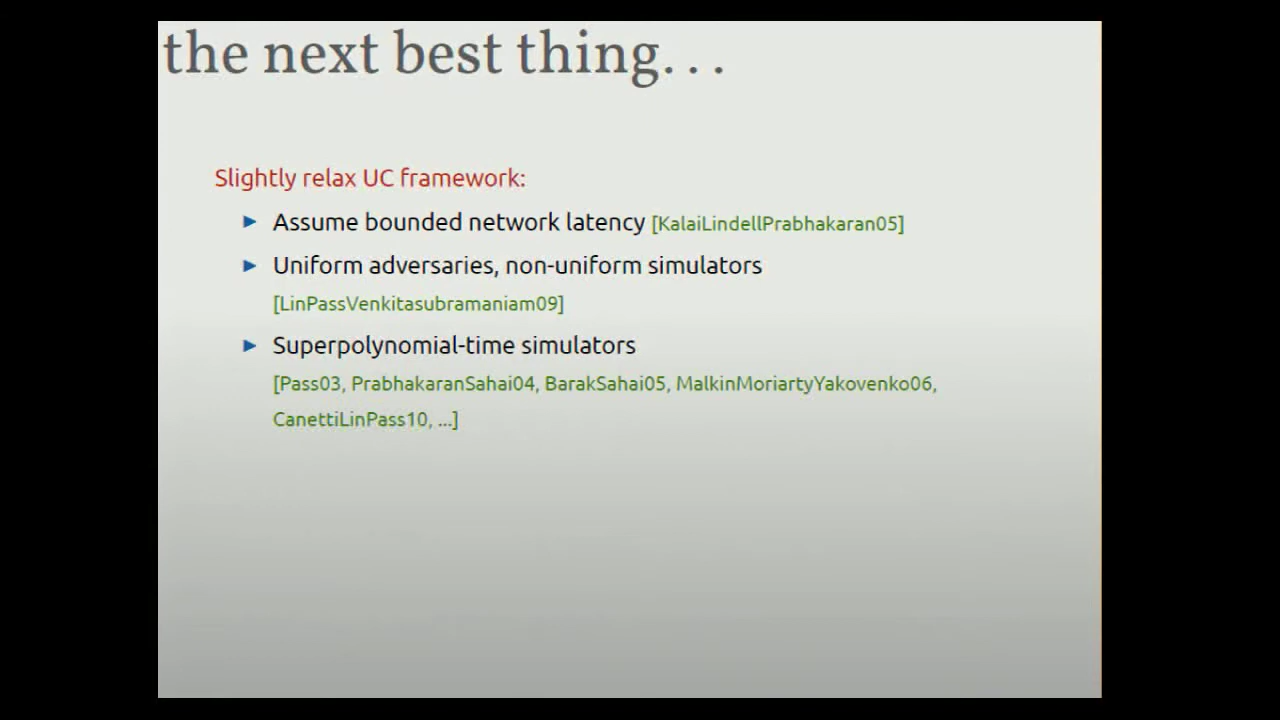 the next best thing...
Slightly relax UC framework:
► Assume bounded network latency [KalaiLindellPrabhakaran05]
► Uniform adversaries, non-uniform simulators
[LinPassVenkitasubramaniam09]
► Superpolynomial-time simulators
[Pass03, PrabhakaranSahai04, BarakSahai05, MalkinMoriartyYakovenko06,
CanettiLinPass10, ...]